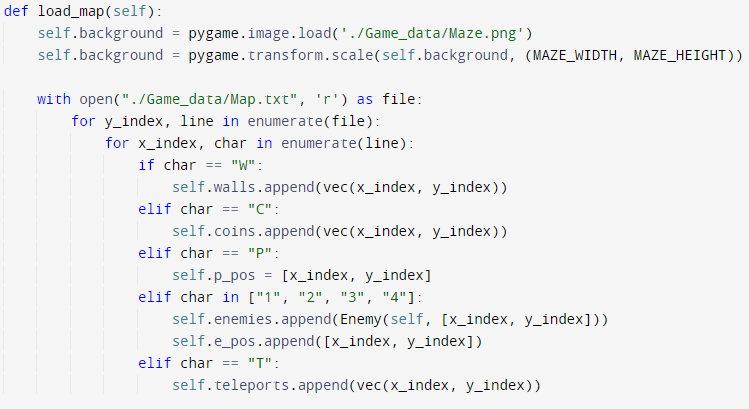 def load_map(self):
    self.background = pygame.image.load('./Game_data/Maze.png')
    self.background = pygame.transform.scale(self.background, (MAZE_WIDTH, MAZE_HEIGHT))

    with open("./Game_data/Map.txt", 'r') as file:
        for y_index, line in enumerate(file):
            for x_index, char in enumerate(line):
                if char == "W":
                    self.walls.append(vec(x_index, y_index))
                elif char == "C":
                    self.coins.append(vec(x_index, y_index))
                elif char == "P":
                    self.p_pos = [x_index, y_index]
                elif char in ["1", "2", "3", "4"]:
                    self.enemies.append(Enemy(self, [x_index, y_index]))
                    self.e_pos.append([x_index, y_index])
                elif char == "T":
                    self.teleports.append(vec(x_index, y_index))